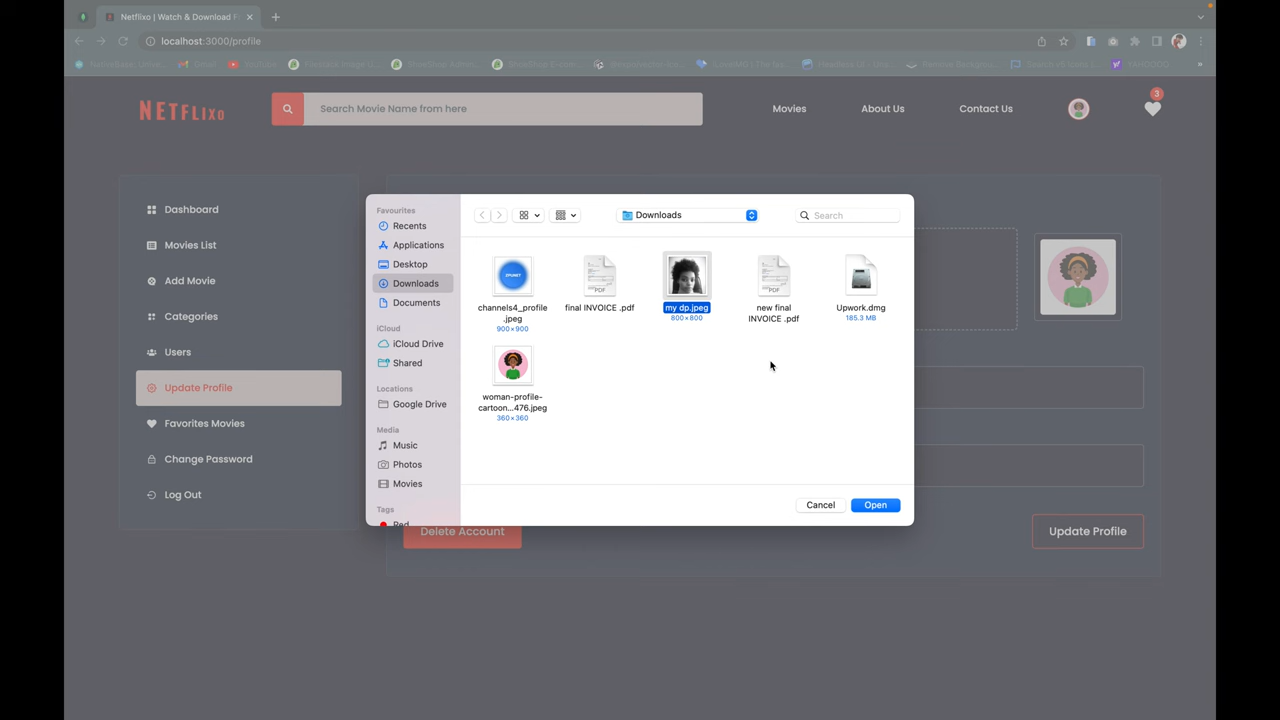 Netflixo | Watch & Download F
localhost:3000/profile
Gmail
YouTube
NETFLIXO
Search Movie Name from here
Movies
About Us
Contact Us
3
Dashboard
Movies List
Add Movie
Categories
Users
Update Profile
Favorites Movies
Change Password
Log Out
Favourites
Recents
Applications
Desktop
Downloads
Documents
iCloud
iCloud Drive
Shared
Locations
Google Drive
Media
Music
Photos
Movies
Tags
Red
Downloads
Search
channels4_profile
.jpeg
900×900
final INVOICE .pdf
my dp.jpeg
800×800
new final
INVOICE .pdf
Upwork.dmg
185.3 MB
PDF
PDF
woman-profile-
cartoon...476.jpeg
360×360
Cancel
Open
Delete Account
Update Profile